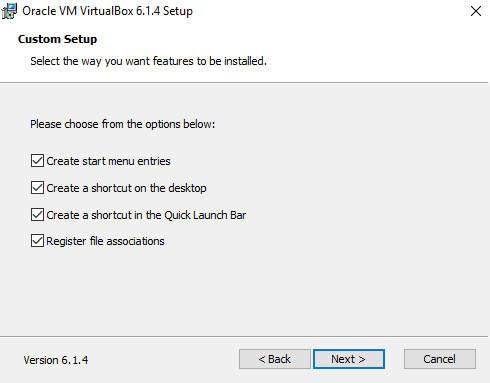 Oracle VM VirtualBox 6.1.4 Setup
Custom Setup
Select the way you want features to be installed.
Please choose from the options below:
Create start menu entries
Create a shortcut on the desktop
Create a shortcut in the Quick Launch Bar
Register file associations
Version 6.1.4
< Back
Next >
Cancel